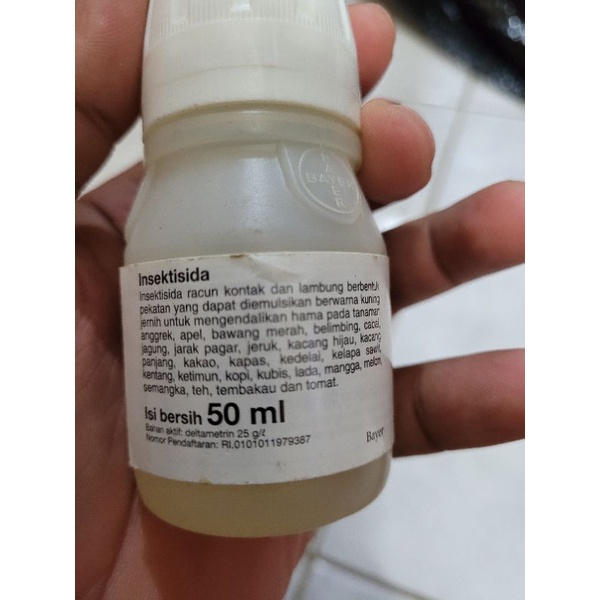 BAYER
BAYER
Insektisida
Insektisida racun kontak dan lambung berbentuk
pekatan yang dapat diemulsikan berwarna kuning
jernih untuk mengendalikan hama pada tanaman
anggrek, apel, bawang merah, belimbing, cabai,
jagung, jarak pagar, jeruk, kacang hijau, kacang
panjang, kakao, kapas, kedelai, kelapa sawit,
kentang, ketimun, kopi, kubis, lada, mangga, melon,
semangka, teh, tembakau dan tomat.
Isi bersih 50 ml
Bahan aktif: deltametrin 25 g/ℓ
Nomor Pendaftaran: RI.0101011979387
Bayer